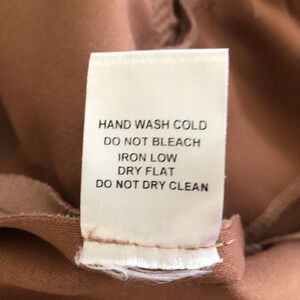 HAND WASH COLD
DO NOT BLEACH
IRON LOW
DRY FLAT
DO NOT DRY CLEAN